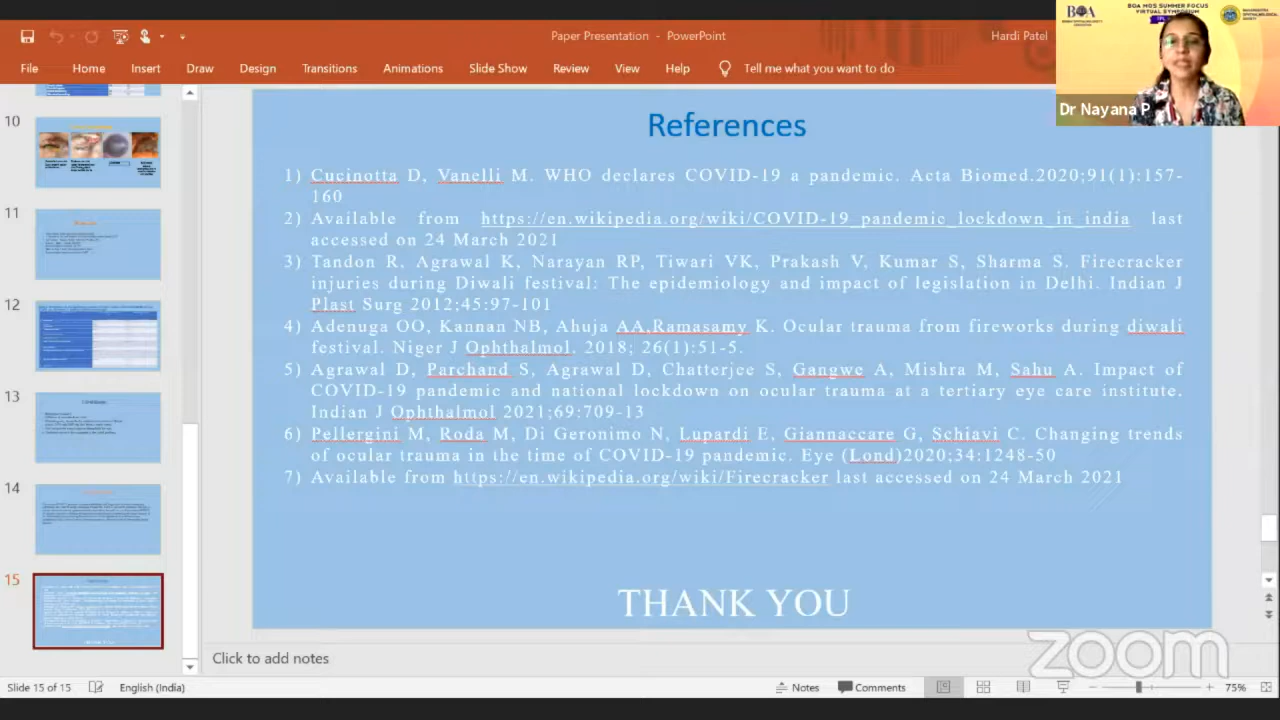 Paper Presentation - PowerPoint
Hardi Patel
File Home Insert Draw Design Transitions Animations Slide Show Review View Help Tell me what you want to do
BOA
BOA MOS SUMMER FOCUS
VIRTUAL SYMPOSIUM
Dr Nayana P
10
11
12
13
14
15
References
1) Cucinotta D, Vanelli M. WHO declares COVID-19 a pandemic. Acta Biomed.2020;91(1):157-
160
2) Available from https://en.wikipedia.org/wiki/COVID-19_pandemic_lockdown_in_india last
accessed on 24 March 2021
3) Tandon R, Agrawal K, Narayan RP, Tiwari VK, Prakash V, Kumar S, Sharma S. Firecracker
injuries during Diwali festival: The epidemiology and impact of legislation in Delhi. Indian J
Plast Surg 2012;45:97-101
4) Adenuga OO, Kannan NB, Ahuja AA,Ramasamy K. Ocular trauma from fireworks during diwali
festival. Niger J Ophthalmol. 2018; 26(1):51-5.
5) Agrawal D, Parchand S, Agrawal D, Chatterjee S, Gangwe A, Mishra M, Sahu A. Impact of
COVID-19 pandemic and national lockdown on ocular trauma at a tertiary eye care institute.
Indian J Ophthalmol 2021;69:709-13
6) Pellergini M, Roda M, Di Geronimo N, Lupardi E, Giannaccare G, Schiavi C. Changing trends
of ocular trauma in the time of COVID-19 pandemic. Eye (Lond)2020;34:1248-50
7) Available from https://en.wikipedia.org/wiki/Firecracker last accessed on 24 March 2021
THANK YOU
Click to add notes
zoom
Slide 15 of 15 English (India) Notes Comments 75%